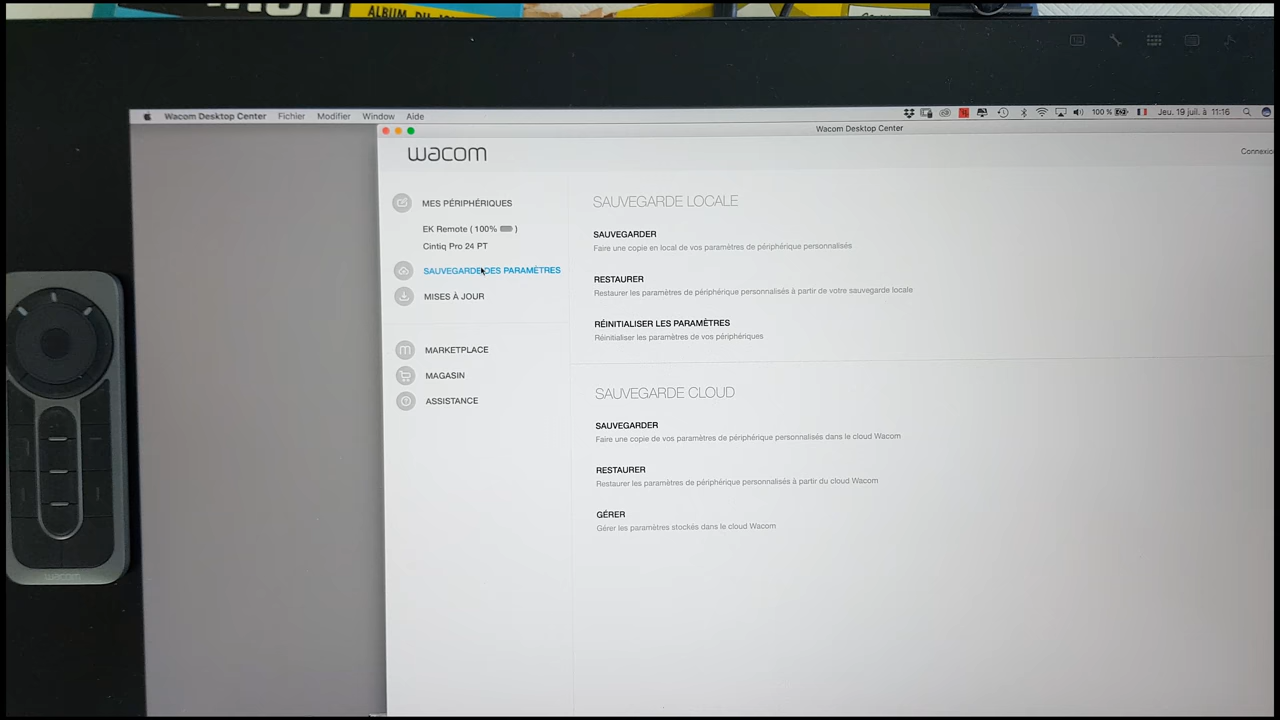 ALBUM DU
Wacom Desktop Center Fichier Modifier Window Aide
100 % Jeu. 19 juil. à 11:16
Wacom Desktop Center
wacom
MES PÉRIPHÉRIQUES
EK Remote ( 100% )
Cintiq Pro 24 PT
SAUVEGARDE DES PARAMÈTRES
MISES À JOUR
MARKETPLACE
MAGASIN
ASSISTANCE
SAUVEGARDE LOCALE
SAUVEGARDER
Faire une copie en local de vos paramètres de périphérique personnalisés
RESTAURER
Restaurer les paramètres de périphérique personnalisés à partir de votre sauvegarde locale
RÉINITIALISER LES PARAMÈTRES
Réinitialiser les paramètres de vos périphériques
SAUVEGARDE CLOUD
SAUVEGARDER
Faire une copie de vos paramètres de périphérique personnalisés dans le cloud Wacom
RESTAURER
Restaurer les paramètres de périphérique personnalisés à partir du cloud Wacom
GÉRER
Gérer les paramètres stockés dans le cloud Wacom
Connexio
wacom